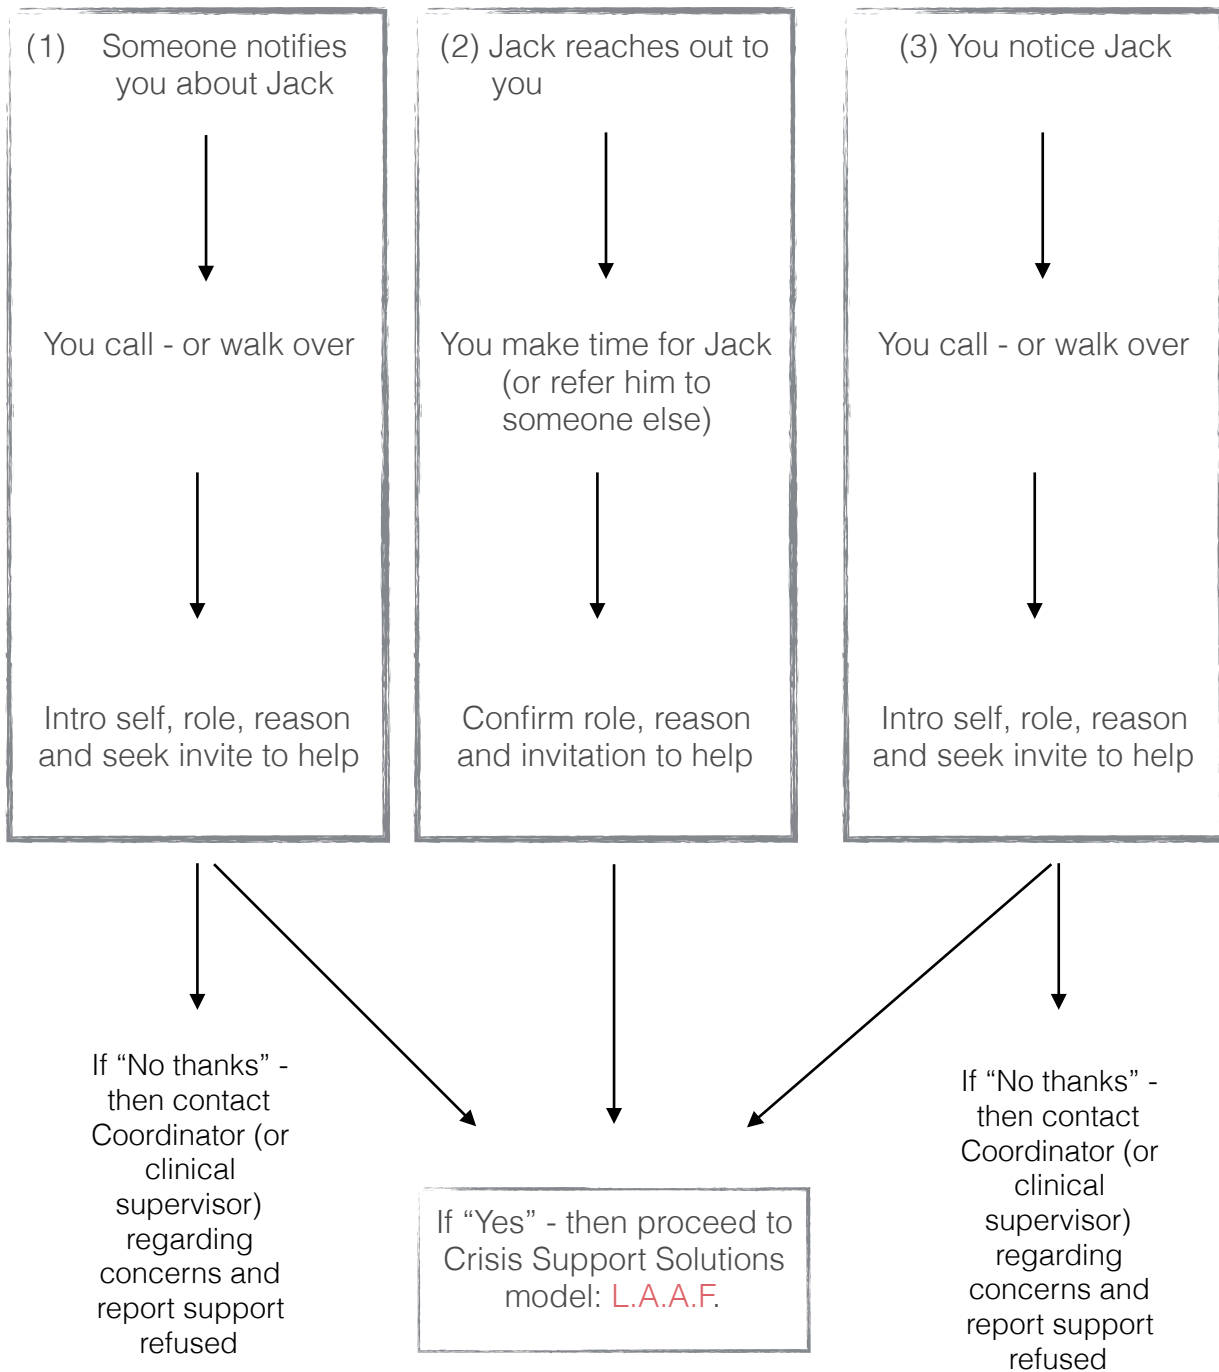 (1) Someone notifies
you about Jack
You call - or walk over
Intro self, role, reason
and seek invite to help
(2) Jack reaches out to
you
You make time for Jack
(or refer him to
someone else)
Confirm role, reason
and invitation to help
(3) You notice Jack
You call - or walk over
Intro self, role, reason
and seek invite to help
If “No thanks” -
then contact
Coordinator (or
clinical
supervisor)
regarding
concerns and
report support
refused
If “Yes” - then proceed to
Crisis Support Solutions
model: L.A.A.F.
If “No thanks” -
then contact
Coordinator (or
clinical
supervisor)
regarding
concerns and
report support
refused